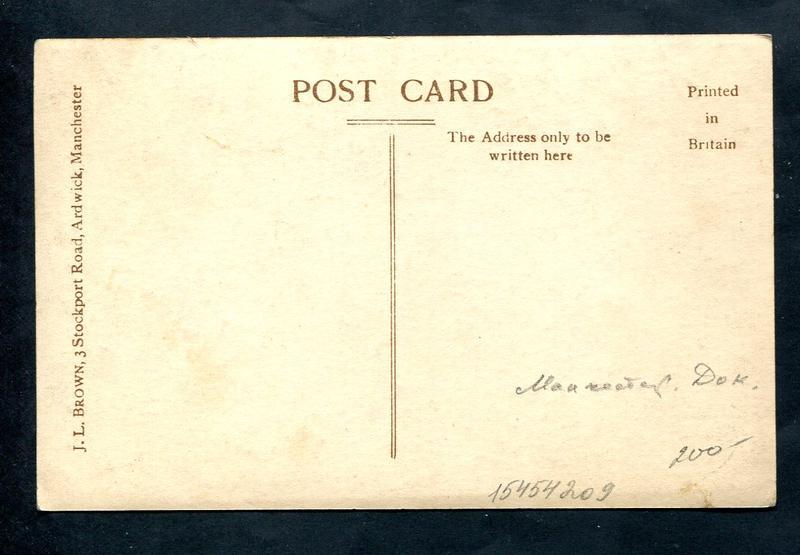 POST CARD
Printed
in
Britain
The Address only to be
written here
J. L. BROWN, 3 Stockport Road, Ardwick, Manchester
Манчестер. Док.
200-
15454209